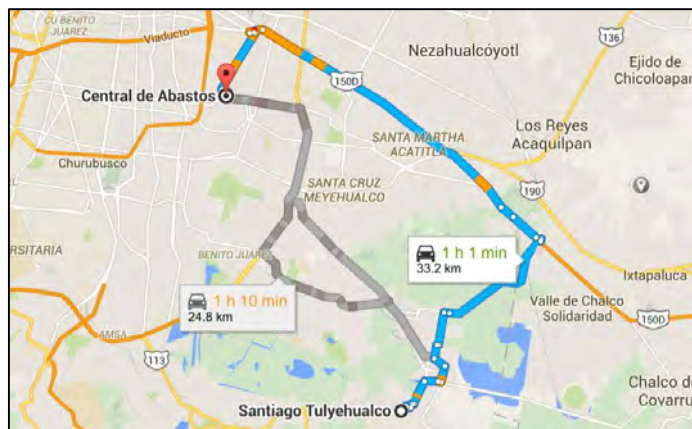 CU BENITO
JUAREZ
Viaducto
Nezahualcóyotl
136
Ejido de
Chicoloapan
150D
Central de Abastos
Los Reyes
Acaquilpan
SANTA MARTHA
ACATITLA
Churubusco
SANTA CRUZ
MEYEHUALCO
190
ERSITARIA
BENITO JUAREZ
1 h 1 min
33.2 km
Ixtapaluca
1 h 10 min
24.8 km
Valle de Chalco
Solidaridad
150D
AMSA
113
Chalco de
Covarru
Santiago Tulyehualco